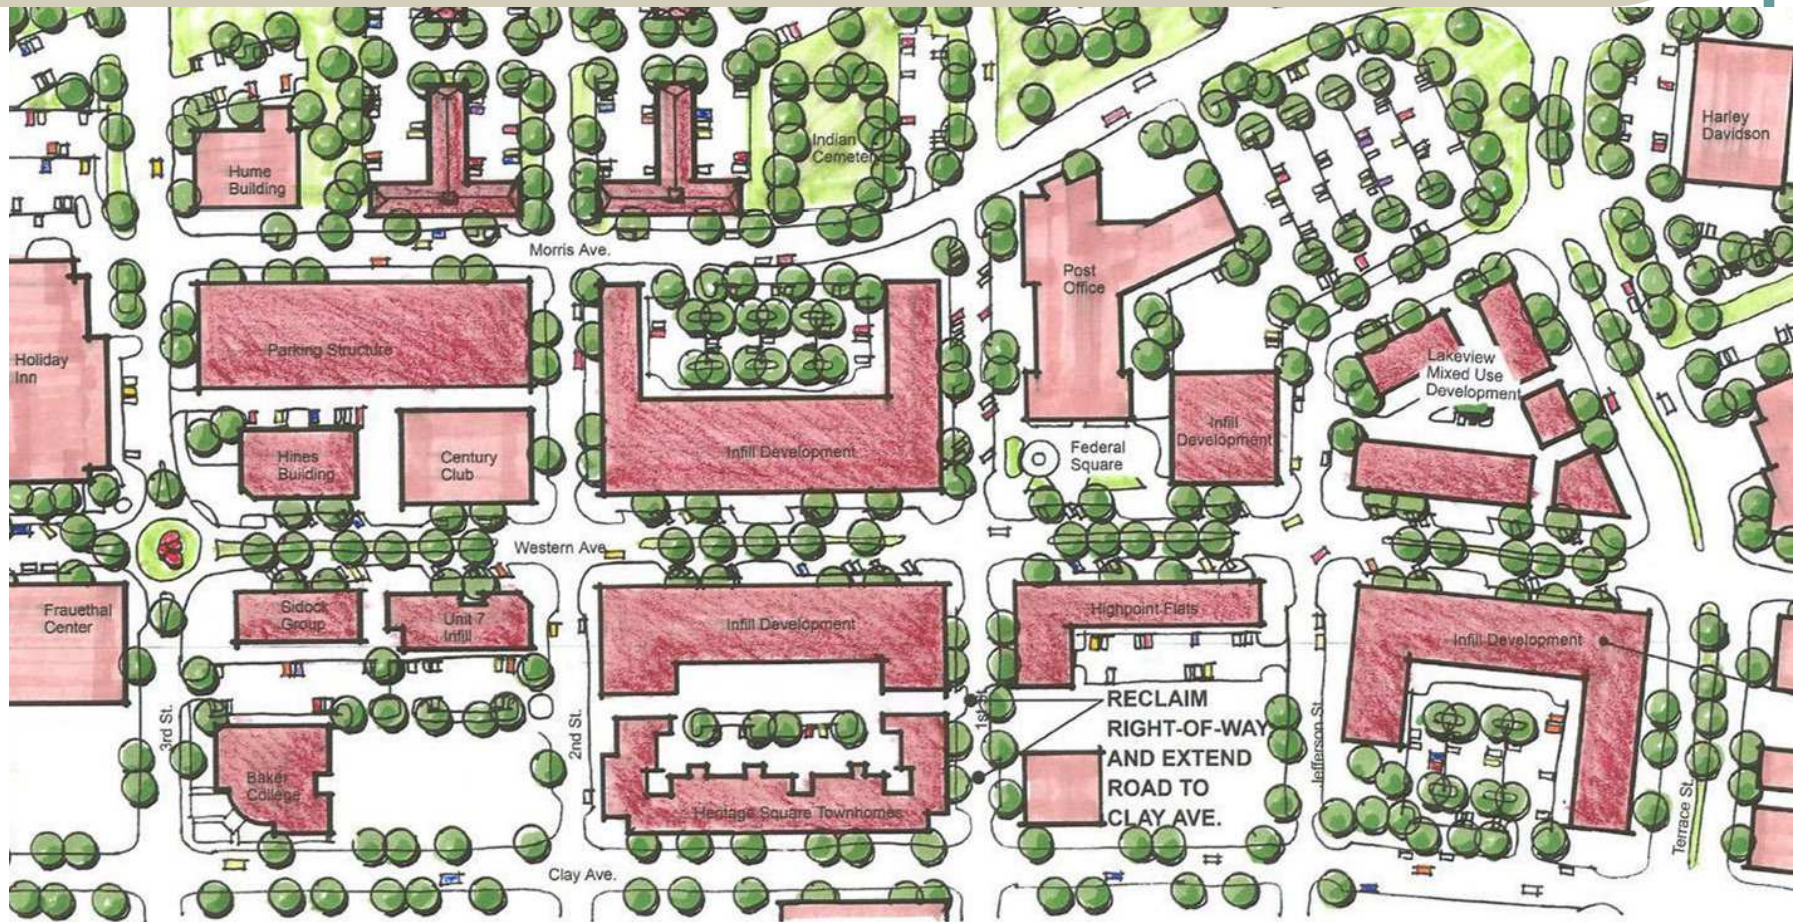 Indian
Cemeter
Harley
Davidson
Hume
Building
Morris Ave.
Post
Office
Holiday
Inn
Parking Structure
Lakeview
Mixed Use
Development
Hines
Building
Century
Club
Infill Development
Federal
Square
Infill
Development
Western Ave.
Frauethal
Center
Sidock
Group
Unit 7
Infill
Infill Development
Highpoint Flats
Infill Development
3rd St.
2nd St.
1st St.
RECLAIM
RIGHT-OF-WAY
AND EXTEND
ROAD TO
CLAY AVE.
Jefferson St.
Terrace St.
Baker
College
Heritage Square Townhomes
Clay Ave.